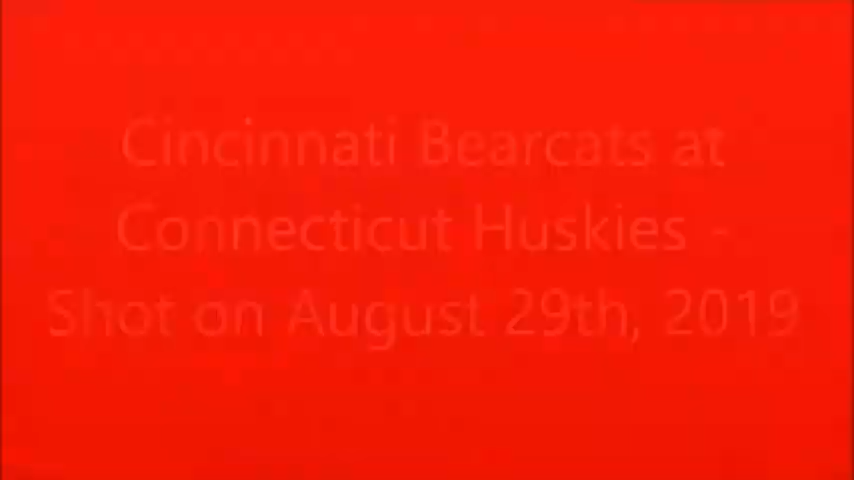 Cincinnati Bearcats at
Connecticut Huskies -
Shot on August 29th, 2019